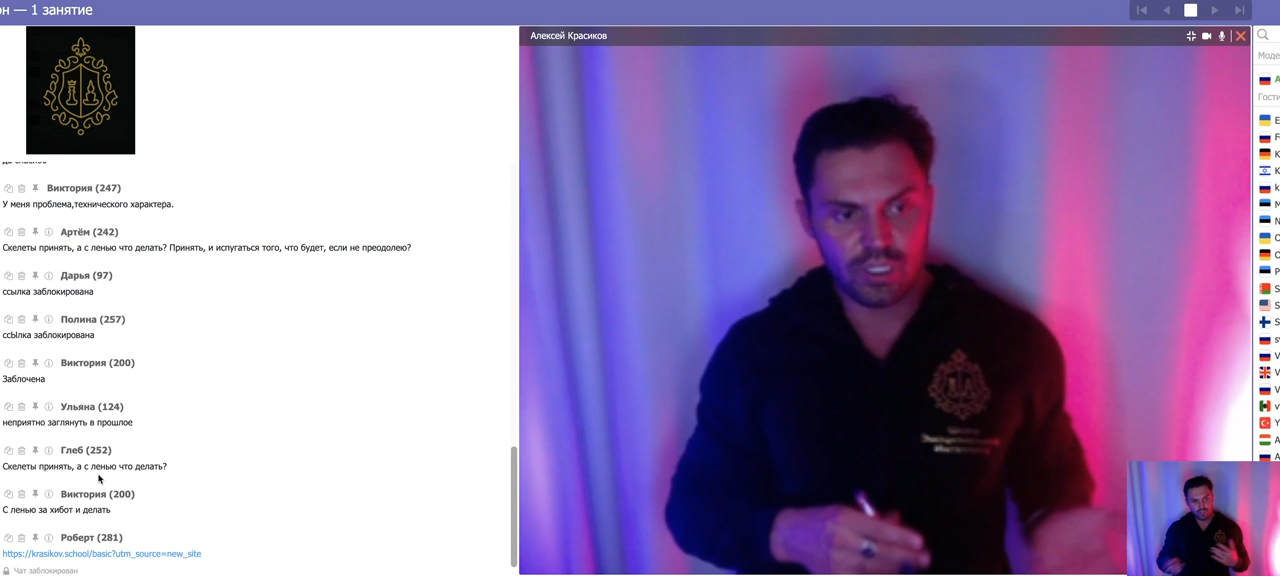 он — 1 занятие
Виктория (247)
У меня проблема,технического характера.
Артём (242)
Скелеты принять, а с ленью что делать? Принять, и испугаться того, что будет, если не преодолею?
Дарья (97)
ссылка заблокирована
Полина (257)
ссЫлка заблокирована
Виктория (200)
Заблочена
Ульяна (124)
неприятно заглянуть в прошлое
Глеб (252)
Скелеты принять, а с ленью что делать?
Виктория (200)
С ленью за хибот и делать
Роберт (281)
https://krasikov.school/basic?utm_source=new_site
Чат заблокирован
Алексей Красиков
Моде
А
Гости
E
F
K
K
k
M
N
O
O
P
S
S
S
sv
V
V
V
v
Y
A
A